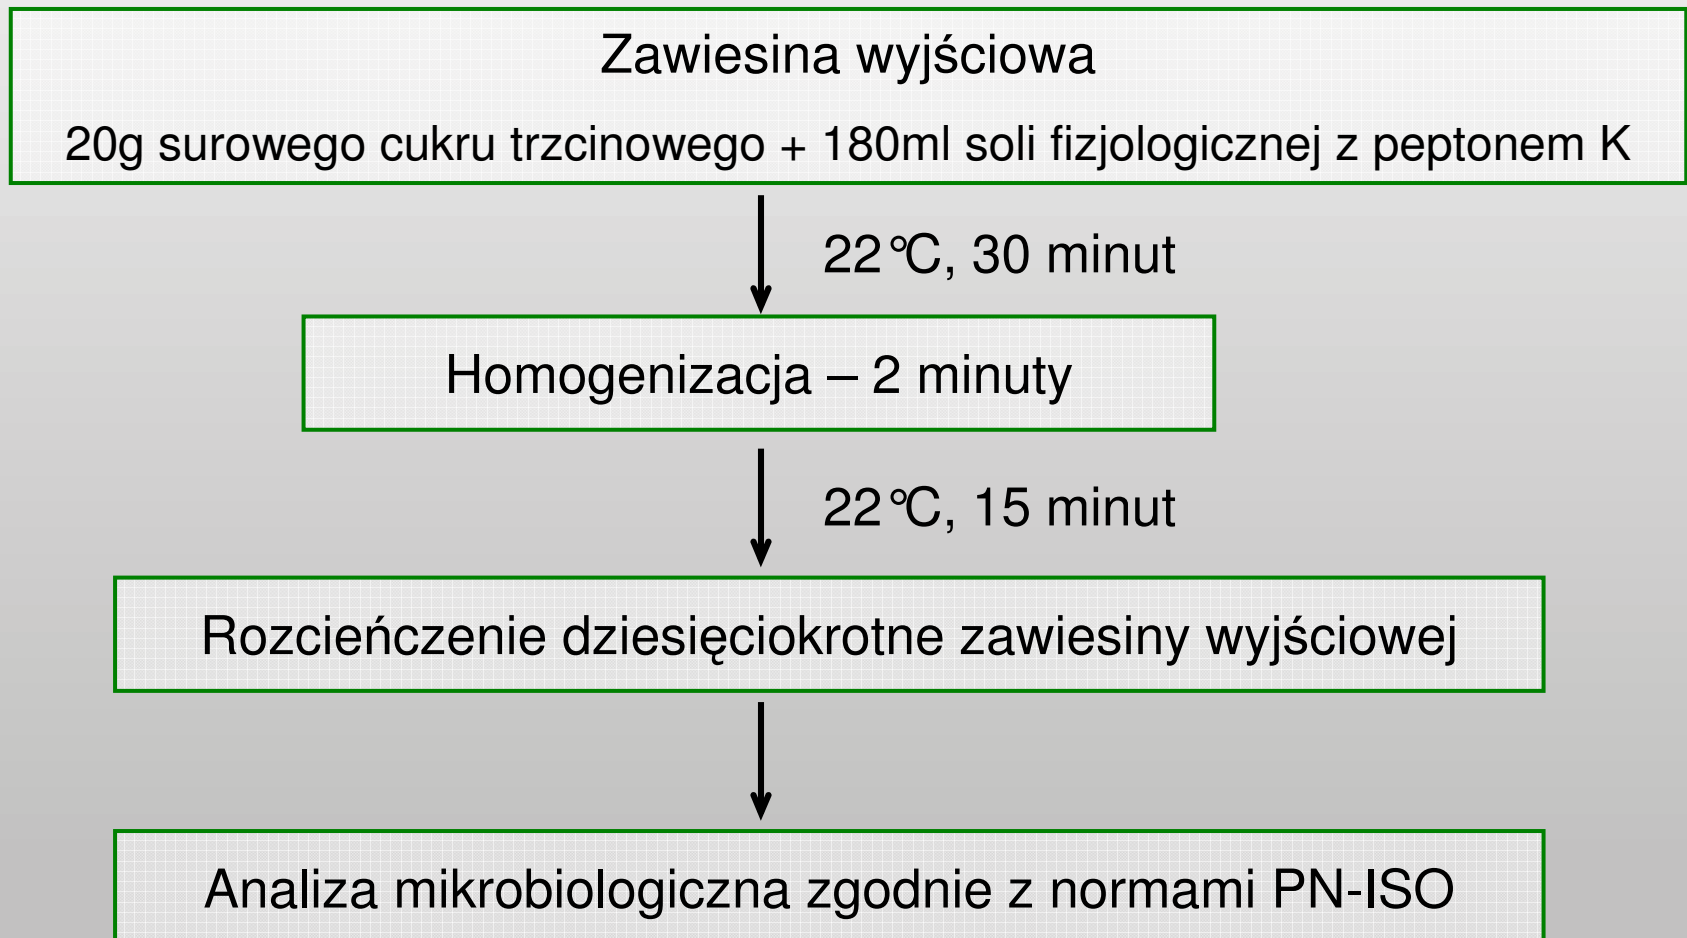 Zawiesina wyjściowa
20g surowego cukru trzcinowego + 180ml soli fizjologicznej z peptonem K
22°C, 30 minut
Homogenizacja – 2 minuty
22°C, 15 minut
Rozcieńczenie dziesięciokrotne zawiesiny wyjściowej
Analiza mikrobiologiczna zgodnie z normami PN-ISO